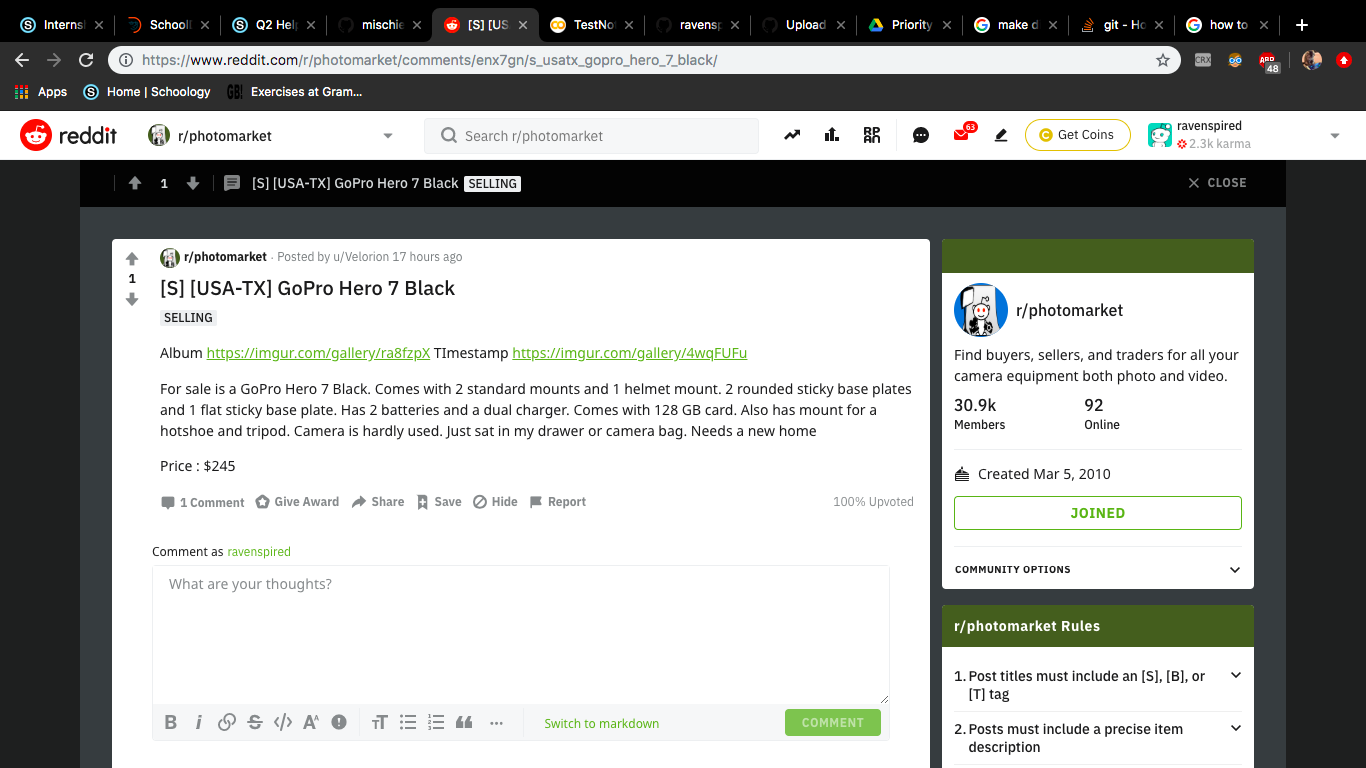 Interns
School
Q2 Hel
mischie
[S] [US
TestNo
ravensp
Upload
Priority
make d
git - Ho
how to
https://www.reddit.com/r/photomarket/comments/enx7gn/s_usatx_gopro_hero_7_black/
CRX
ABP
48
Apps
Home | Schoology
GB!
Exercises at Gram...
reddit
r/photomarket
Search r/photomarket
63
Get Coins
ravenspired
2.3k karma
1
[S] [USA-TX] GoPro Hero 7 Black SELLING
CLOSE
r/photomarket · Posted by u/Velorion 17 hours ago
1
[S] [USA-TX] GoPro Hero 7 Black
SELLING
Album https://imgur.com/gallery/ra8fzpX TImestamp https://imgur.com/gallery/4wqFUFu
For sale is a GoPro Hero 7 Black. Comes with 2 standard mounts and 1 helmet mount. 2 rounded sticky base plates
and 1 flat sticky base plate. Has 2 batteries and a dual charger. Comes with 128 GB card. Also has mount for a
hotshoe and tripod. Camera is hardly used. Just sat in my drawer or camera bag. Needs a new home
Price : $245
1 Comment Give Award Share Save Hide Report
100% Upvoted
Comment as ravenspired
What are your thoughts?
Switch to markdown
COMMENT
r/photomarket
Find buyers, sellers, and traders for all your
camera equipment both photo and video.
30.9k 92
Members Online
Created Mar 5, 2010
JOINED
COMMUNITY OPTIONS
r/photomarket Rules
1. Post titles must include an [S], [B], or
[T] tag
2. Posts must include a precise item
description